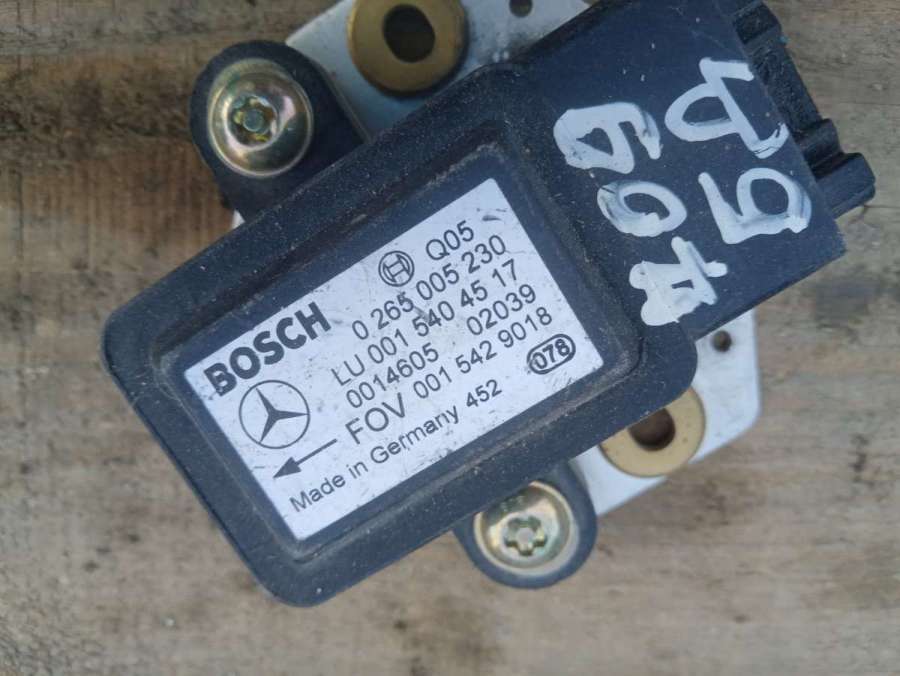 BOSCH
Q05
0 265 005 230
LU 001 540 45 17
0014605 02039
FOV 001 542 9018
078
Made in Germany 452